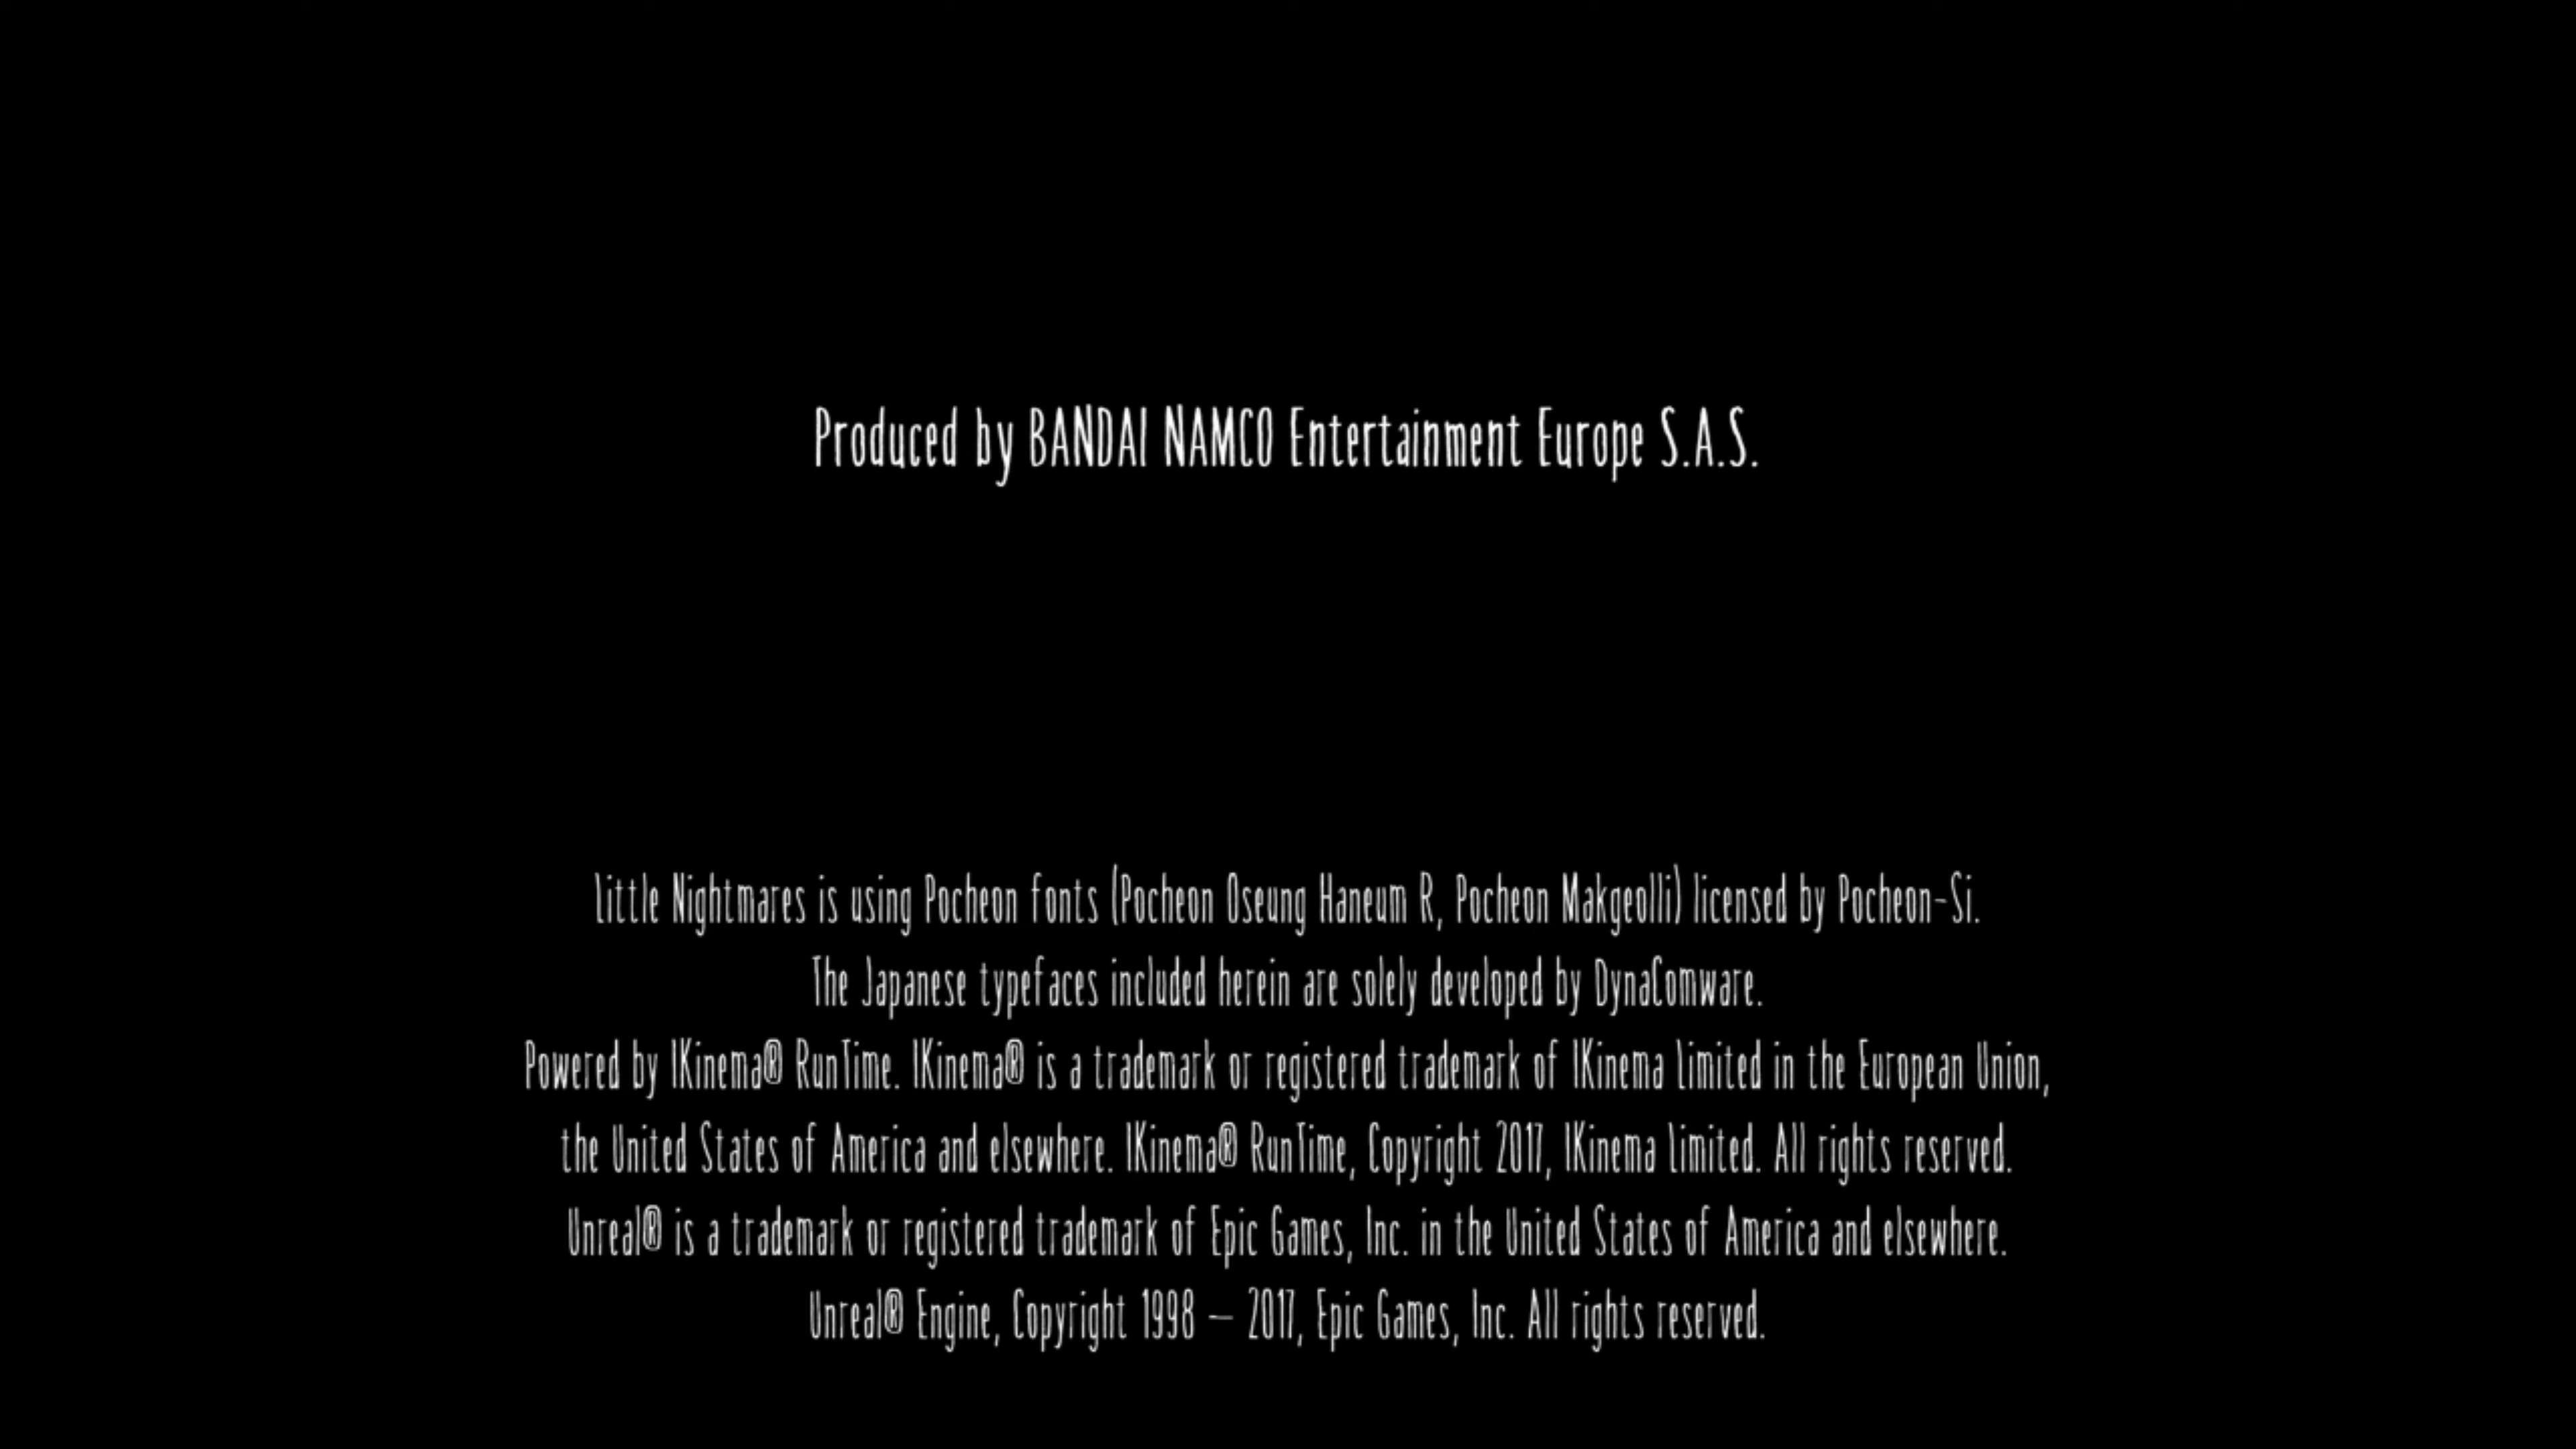 Produced by BANDAI NAMCO Entertainment Europe S.A.S.
Little Nightmares is using Pocheon fonts (Pocheon Oseung Haneum R, Pocheon Makgeolli) licensed by Pocheon-Si.
The Japanese typefaces included herein are solely developed by DynaComware.
Powered by IKinema® RunTime. IKinema® is a trademark or registered trademark of IKinema Limited in the European Union,
the United States of America and elsewhere. IKinema® RunTime, Copyright 2017, IKinema Limited. All rights reserved.
Unreal® is a trademark or registered trademark of Epic Games, Inc. in the United States of America and elsewhere.
Unreal® Engine, Copyright 1998 – 2017, Epic Games, Inc. All rights reserved.